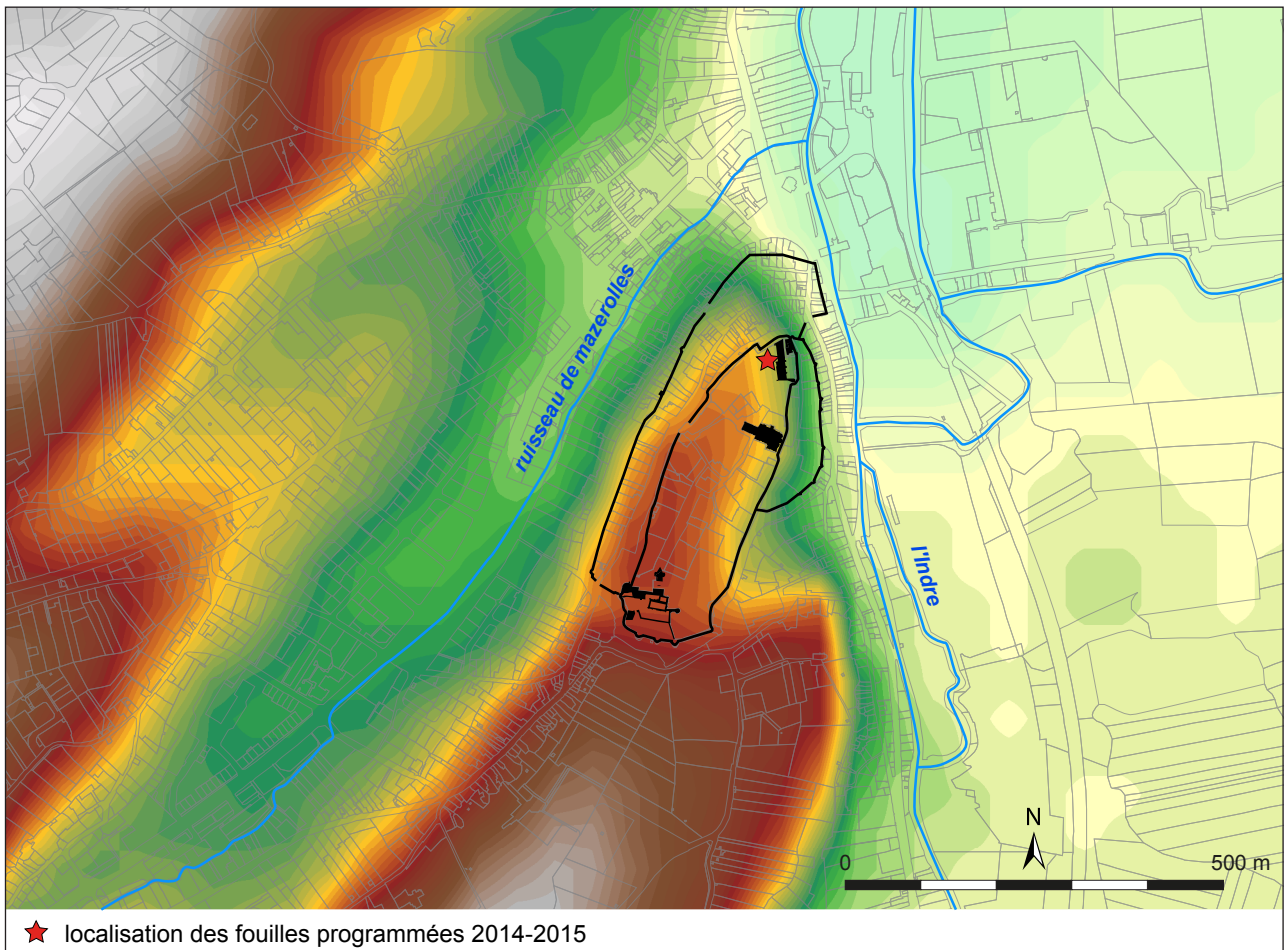 ruisseau de mazerolles
l'Indre
N
0 500 m
localisation des fouilles programmées 2014-2015